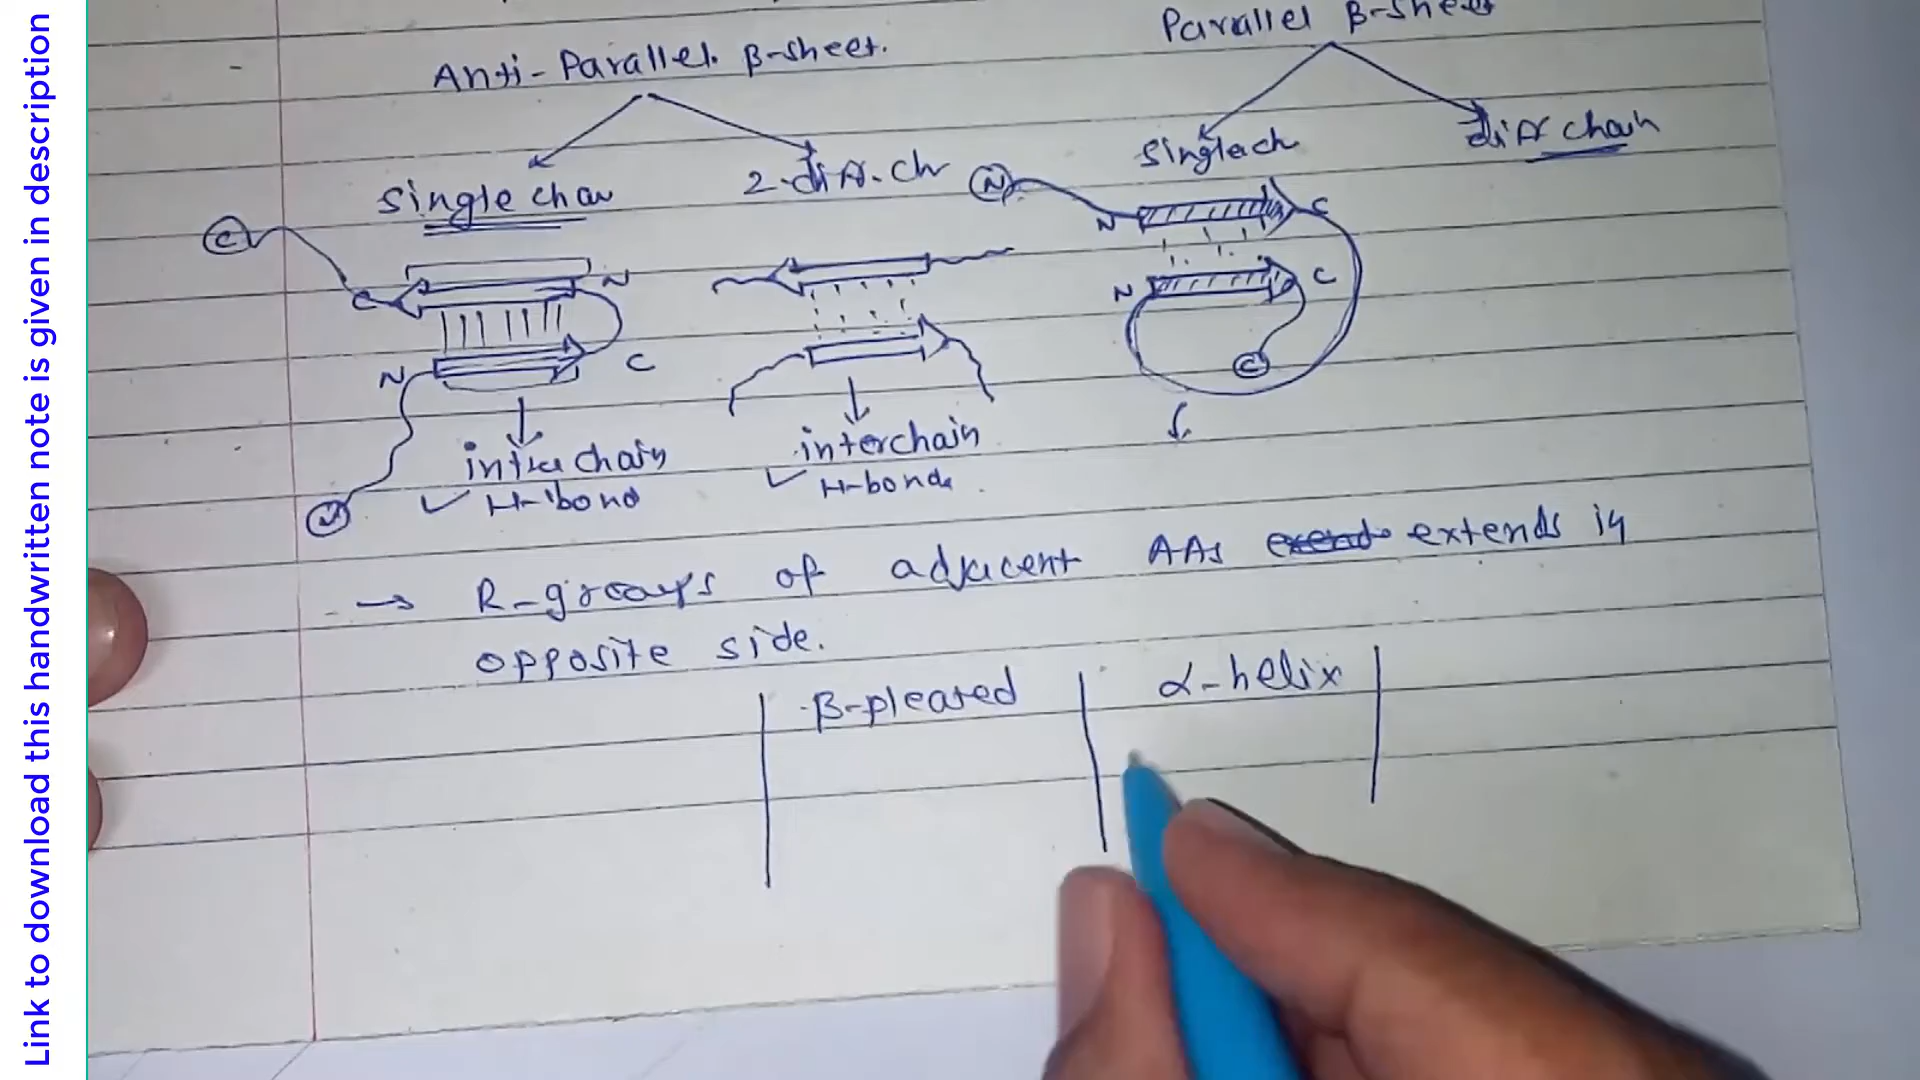 Link to download this handwritten note is given in description
Anti-Parallel β-sheet.
Parallel β-sheet
single chain
2-diff. ch
single ch
diff chain
C
C
N
N
C
N
intra chain
H-bond
interchain
H-bonds.
N
N
C
N
C
C
→ R-groups of adjacent AAs extends in
opposite side.
β-pleated
α-helix